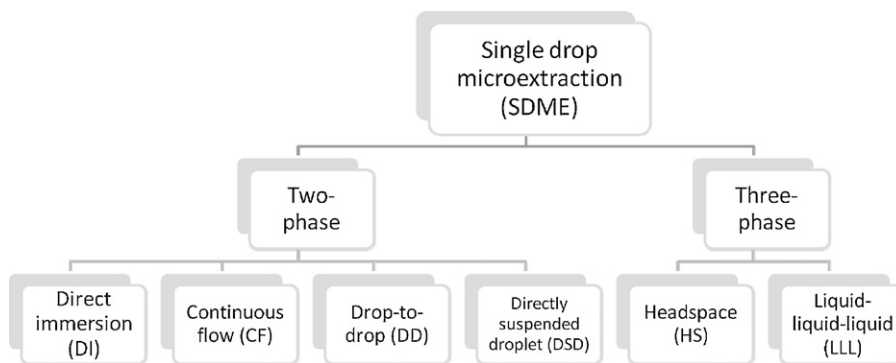 Single drop
microextraction
(SDME)
Two-
phase
Three-
phase
Direct
immersion
(DI)
Continuous
flow (CF)
Drop-to-
drop (DD)
Directly
suspended
droplet (DSD)
Headspace
(HS)
Liquid-
liquid-liquid
(LLL)